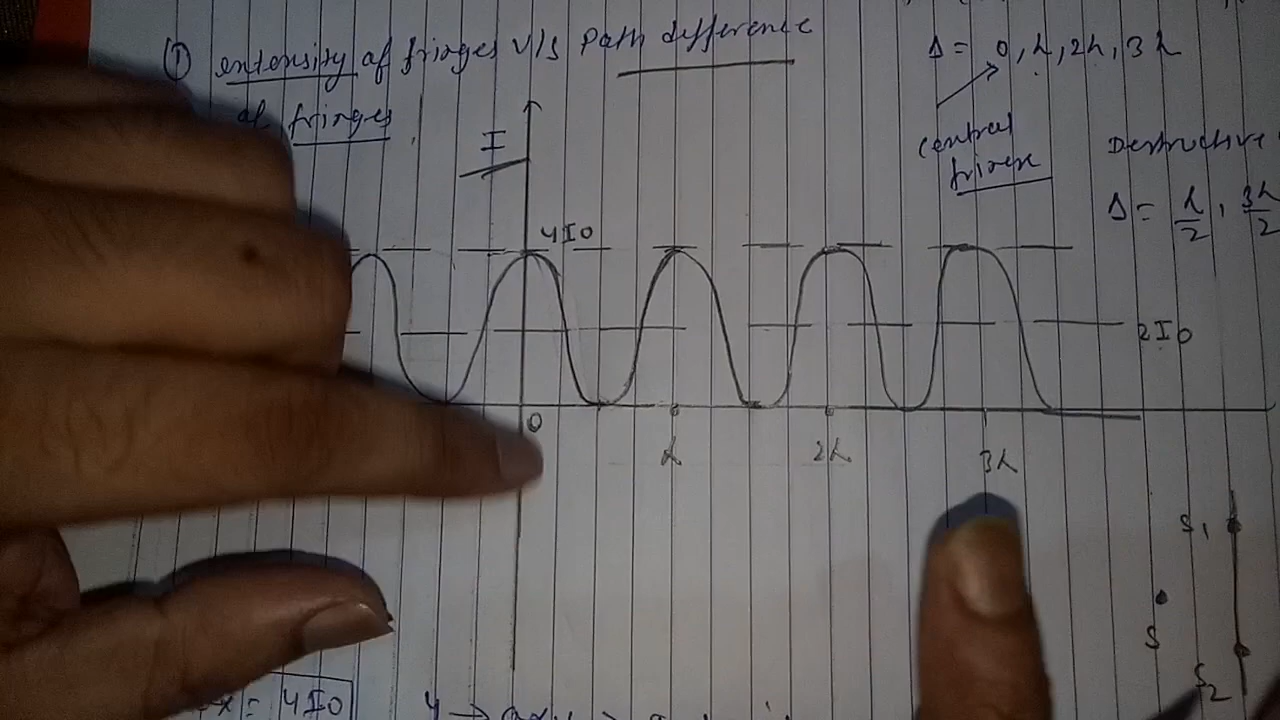 ① intensity of fringes v/s path difference
of fringes.
Δ = 0, λ, 2λ, 3λ
central
fringe
Destructive
Δ = λ/2, 3λ/2
I
4I0
2I0
0 λ 2λ 3λ
S1
S
S2
= 4I0
y →